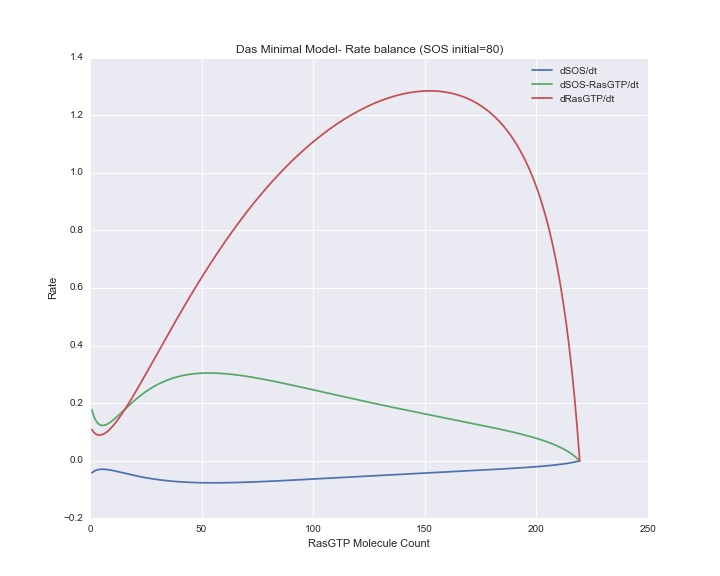 Das Minimal Model- Rate balance (SOS initial=80)
1.4
1.2
1.0
0.8
0.6
0.4
0.2
0.0
−0.2
Rate
dSOS/dt
dSOS-RasGTP/dt
dRasGTP/dt
0 50 100 150 200 250
RasGTP Molecule Count